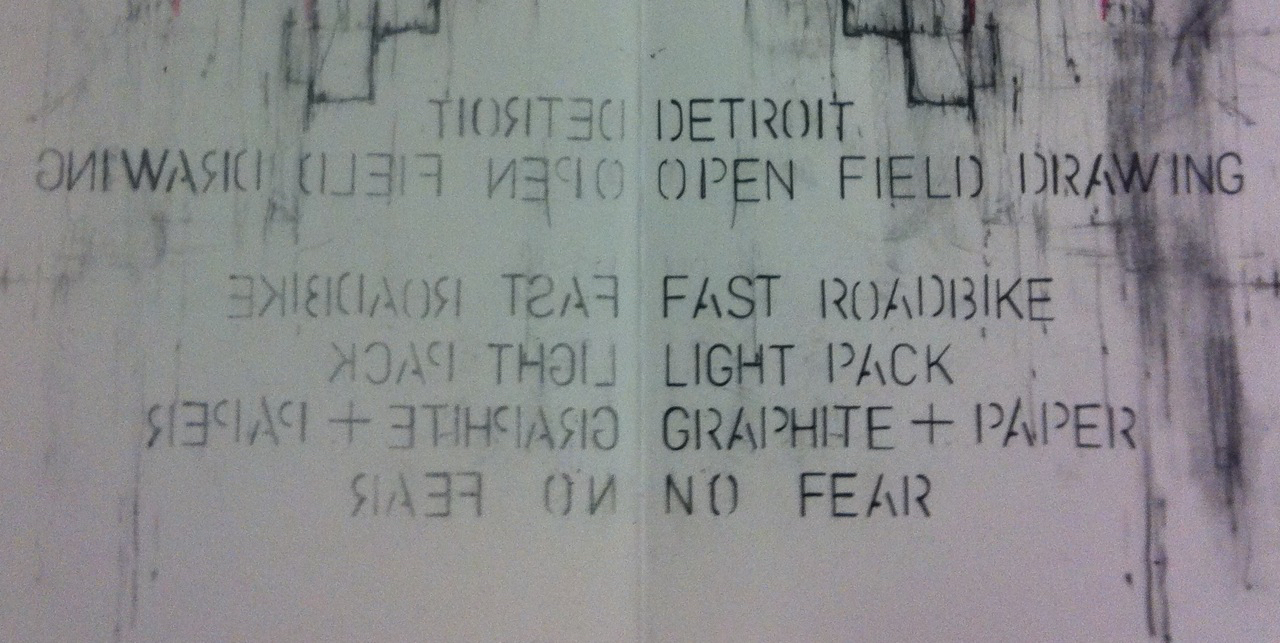 DETROIT
OPEN FIELD DRAWING
FAST ROADBIKE
LIGHT PACK
GRAPHITE + PAPER
NO FEAR